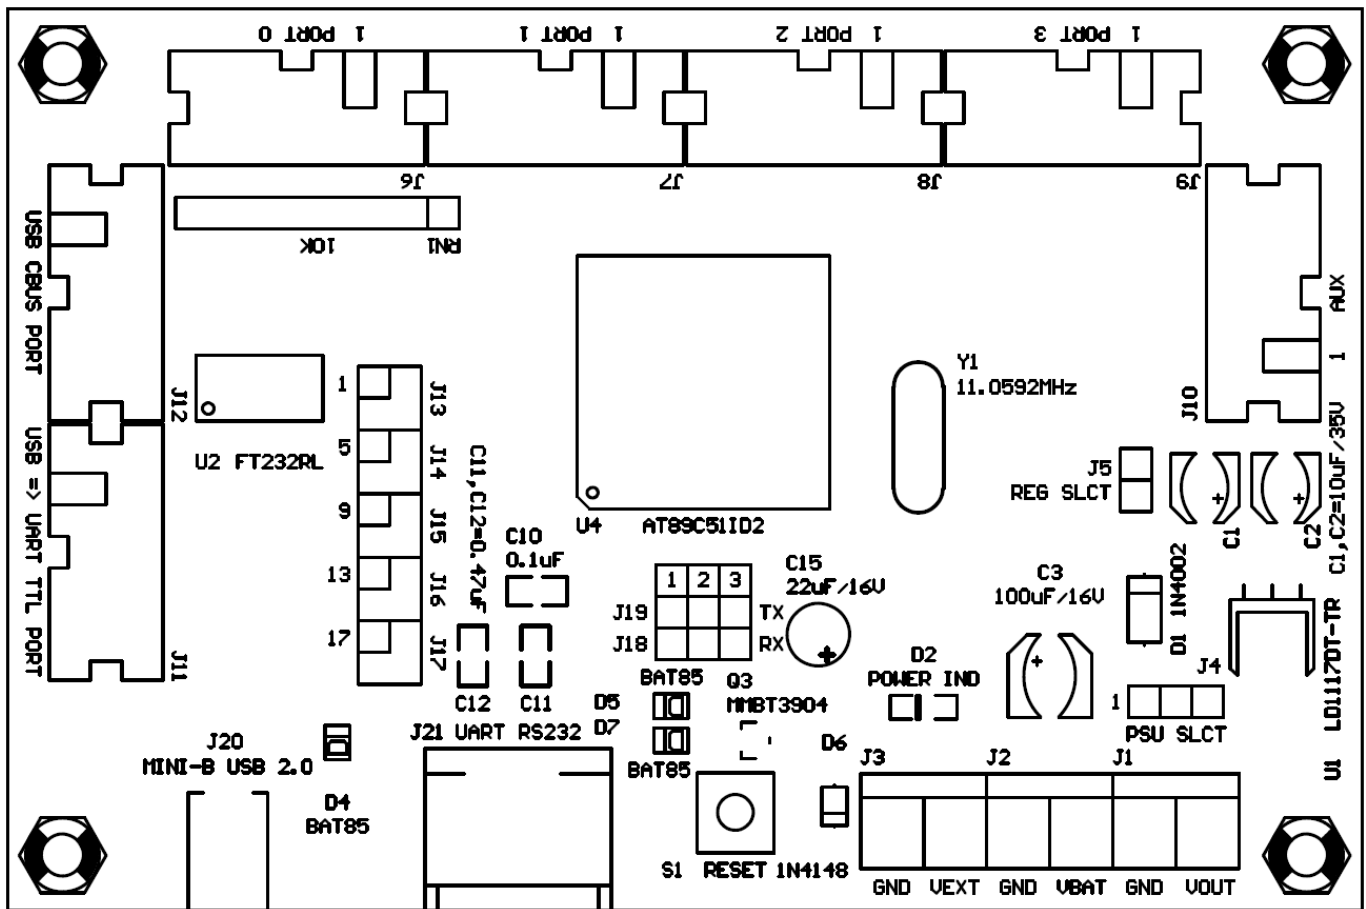 0 PORT 1
1 PORT 1
2 PORT 1
3 PORT 1
J6
J7
J8
J9
10K
RN1
USB CBUS PORT
J12
USB => UART TTL PORT
J11
U2 FT232RL
1
J13
5
J14
9
J15
13
J16
17
J17
C11,C12=0.47uF
C10
0.1uF
C12
C11
U4
AT89C51ID2
Y1
11.0592MHz
AUX
1
J10
J5
REG SLCT
C1
C2
C1,C2=10uF/35V
1 2 3
J19
TX
J18
RX
C15
22uF/16V
C3
100uF/16V
D1 1N4002
U1 LD1117DT-TR
J4
1
PSU SLCT
D2
POWER IND
BAT85
D5
D7
BAT85
Q3
MMBT3904
D6
J21 UART RS232
J20
MINI-B USB 2.0
D4
BAT85
S1 RESET
1N4148
J3
J2
J1
GND VEXT GND VBAT GND VOUT